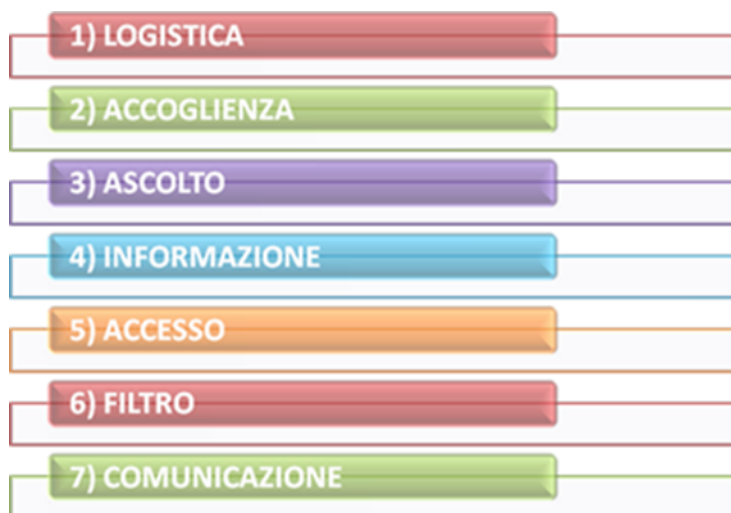 1) LOGISTICA
2) ACCOGLIENZA
3) ASCOLTO
4) INFORMAZIONE
5) ACCESSO
6) FILTRO
7) COMUNICAZIONE